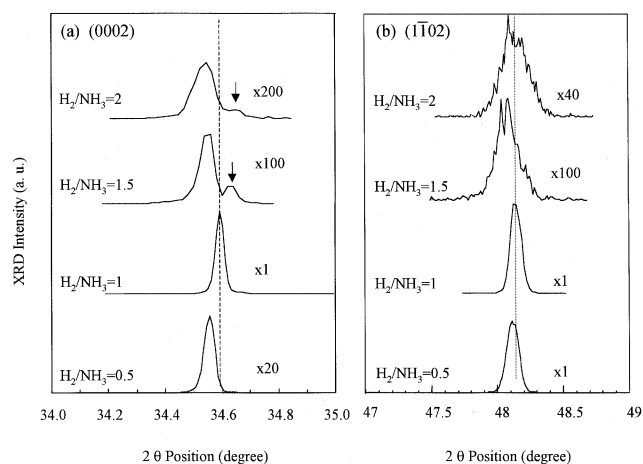 (a) (0002)
H₂/NH₃=2
x200
H₂/NH₃=1.5
x100
H₂/NH₃=1
x1
H₂/NH₃=0.5
x20
34.0 34.2 34.4 34.6 34.8 35.0
2 θ Position (degree)
XRD Intensity (a. u.)
(b) (11̅02)
H₂/NH₃=2
x40
H₂/NH₃=1.5
x100
H₂/NH₃=1
x1
H₂/NH₃=0.5
x1
47 47.5 48 48.5 49
2 θ Position (degree)